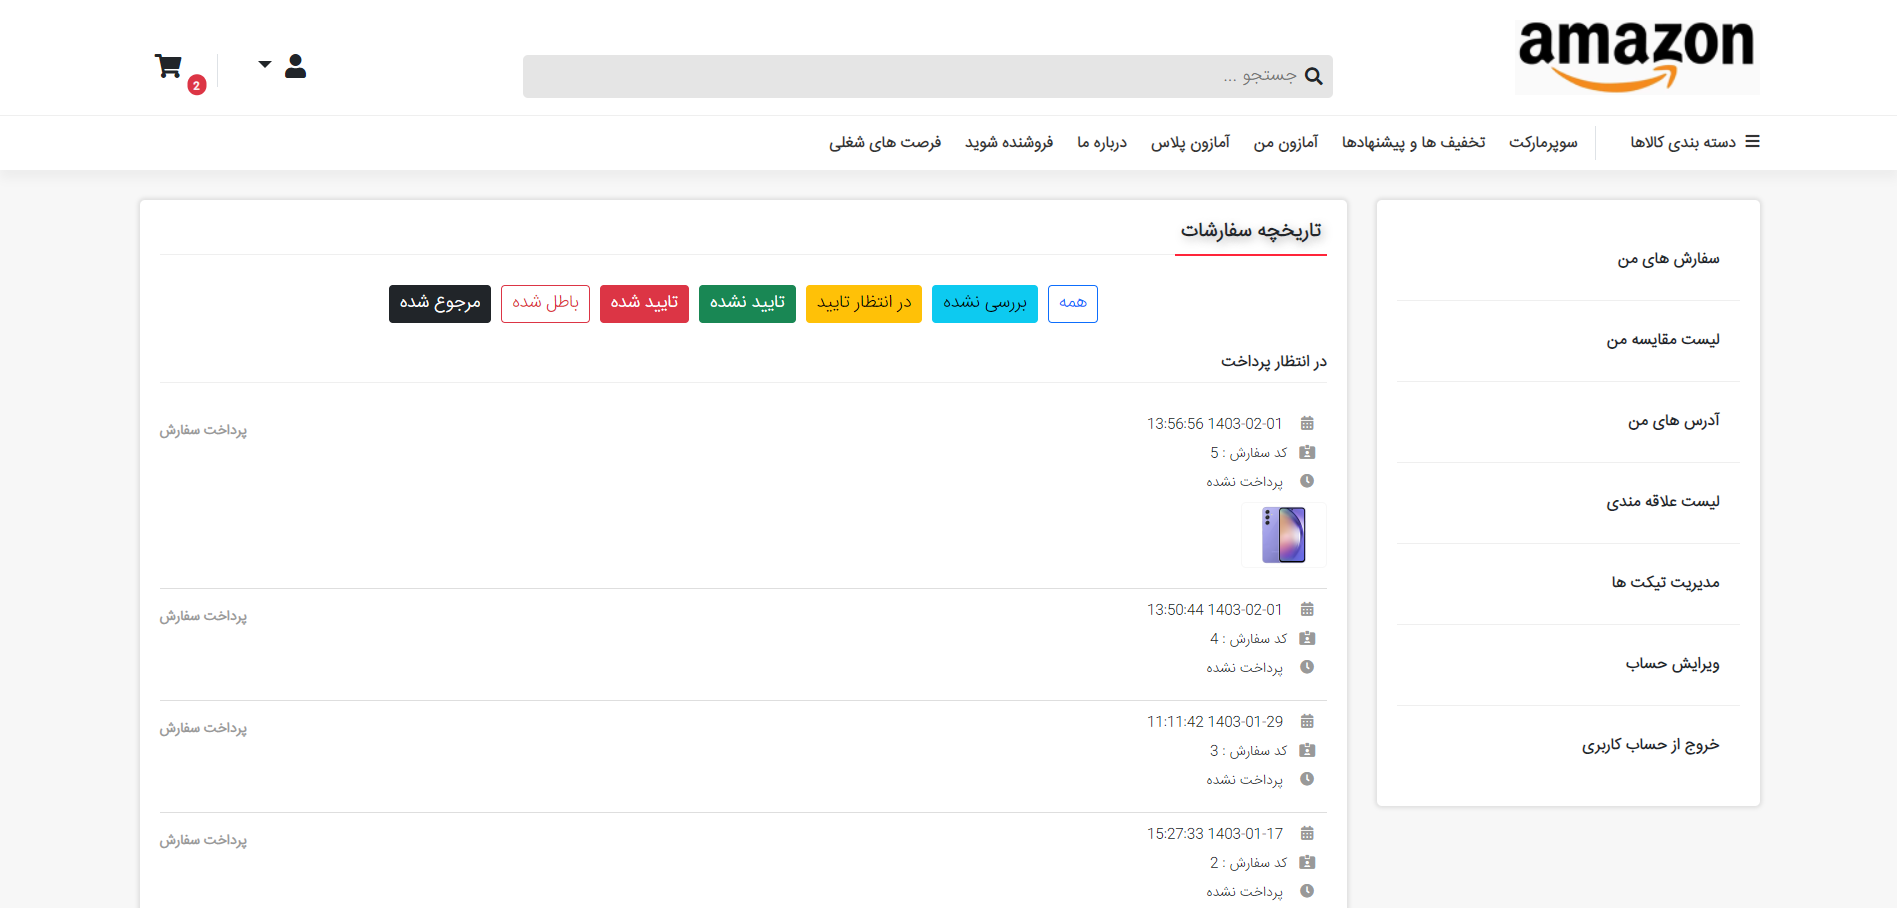 amazon
جستجو ...
2
دسته بندی کالاها
سوپرمارکت
تخفیف ها و پیشنهادها
آمازون من
آمازون پلاس
درباره ما
فروشنده شوید
فرصت های شغلی
سفارش های من
لیست مقایسه من
آدرس های من
لیست علاقه مندی
مدیریت تیکت ها
ویرایش حساب
خروج از حساب کاربری
تاریخچه سفارشات
همه
بررسی نشده
در انتظار تایید
تایید نشده
تایید شده
باطل شده
مرجوع شده
در انتظار پرداخت
13:56:56 1403-02-01
پرداخت سفارش
کد سفارش : 5
پرداخت نشده
13:50:44 1403-02-01
پرداخت سفارش
کد سفارش : 4
پرداخت نشده
11:11:42 1403-01-29
پرداخت سفارش
کد سفارش : 3
پرداخت نشده
15:27:33 1403-01-17
پرداخت سفارش
کد سفارش : 2
پرداخت نشده